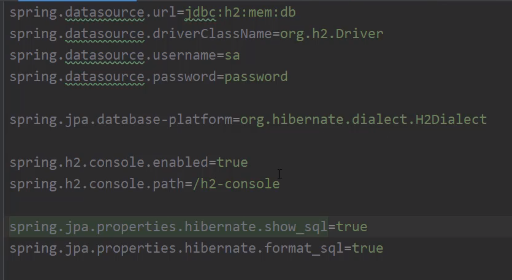 spring.datasource.url=jdbc:h2:mem:db
spring.datasource.driverClassName=org.h2.Driver
spring.datasource.username=sa
spring.datasource.password=password
spring.jpa.database-platform=org.hibernate.dialect.H2Dialect
spring.h2.console.enabled=true
spring.h2.console.path=/h2-console
spring.jpa.properties.hibernate.show_sql=true
spring.jpa.properties.hibernate.format_sql=true